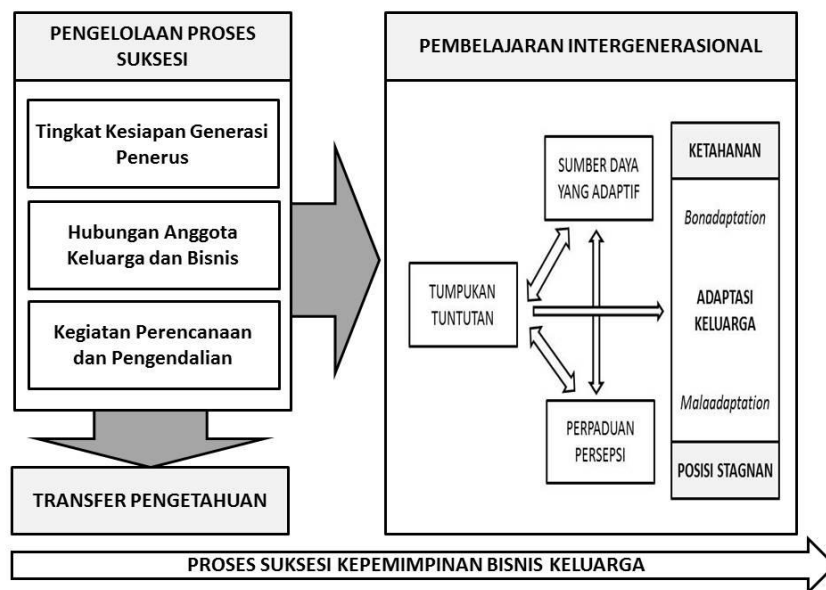 PENGELOLAAN PROSES
SUKSESI
Tingkat Kesiapan Generasi
Penerus
Hubungan Anggota
Keluarga dan Bisnis
Kegiatan Perencanaan
dan Pengendalian
TRANSFER PENGETAHUAN
PEMBELAJARAN INTERGENERASIONAL
SUMBER DAYA
YANG ADAPTIF
TUMPUKAN
TUNTUTAN
PERPADUAN
PERSEPSI
KETAHANAN
Bonadaptation
ADAPTASI
KELUARGA
Malaadaptation
POSISI STAGNAN
PROSES SUKSESI KEPEMIMPINAN BISNIS KELUARGA